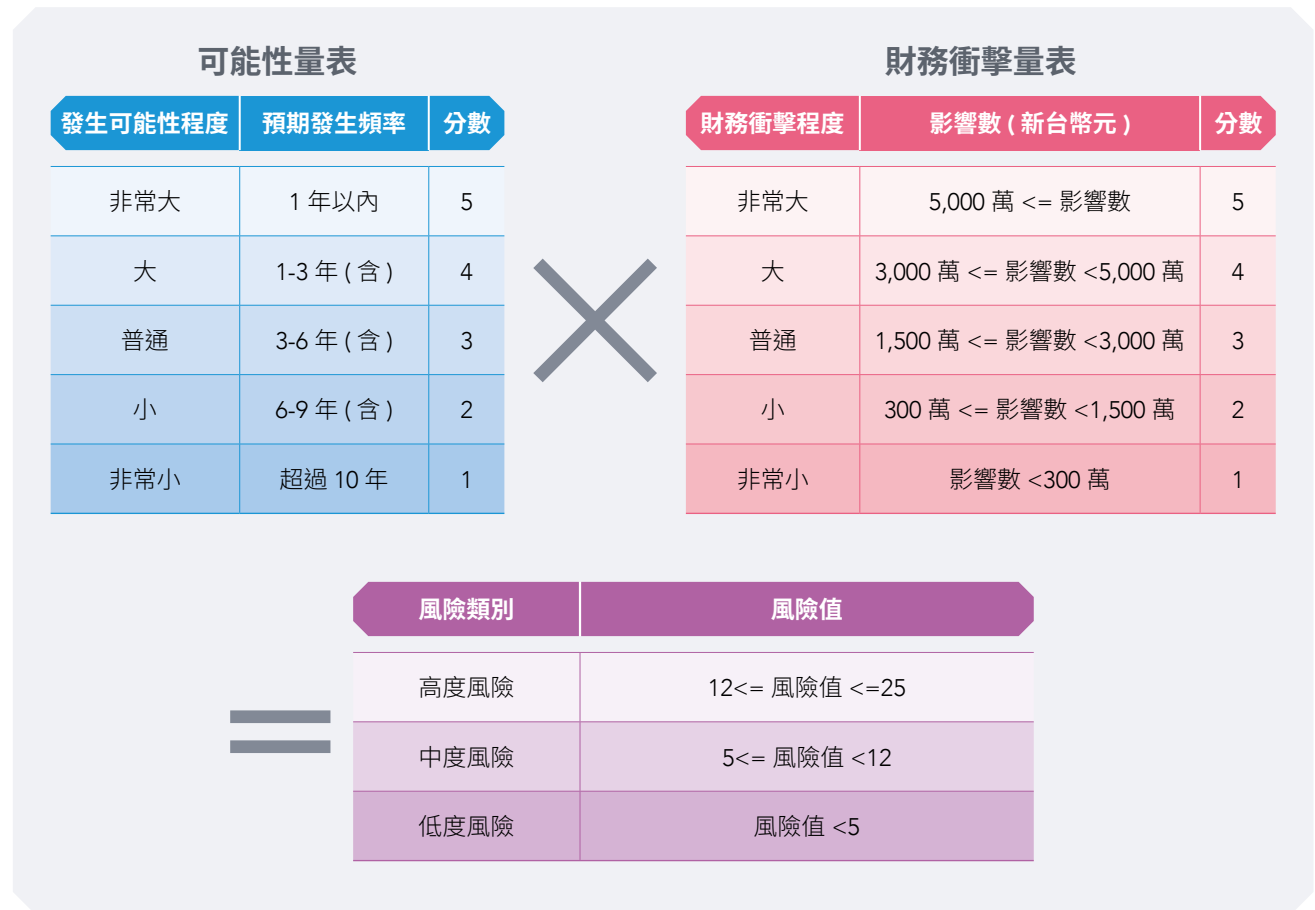 可能性量表
發生可能性程度 預期發生頻率 分數
非常大 1 年以內 5
大 1-3 年 ( 含 ) 4
普通 3-6 年 ( 含 ) 3
小 6-9 年 ( 含 ) 2
非常小 超過 10 年 1
財務衝擊量表
財務衝擊程度 影響數 ( 新台幣元 ) 分數
非常大 5,000 萬 <= 影響數 5
大 3,000 萬 <= 影響數 <5,000 萬 4
普通 1,500 萬 <= 影響數 <3,000 萬 3
小 300 萬 <= 影響數 <1,500 萬 2
非常小 影響數 <300 萬 1
風險類別 風險值
高度風險 12<= 風險值 <=25
中度風險 5<= 風險值 <12
低度風險 風險值 <5